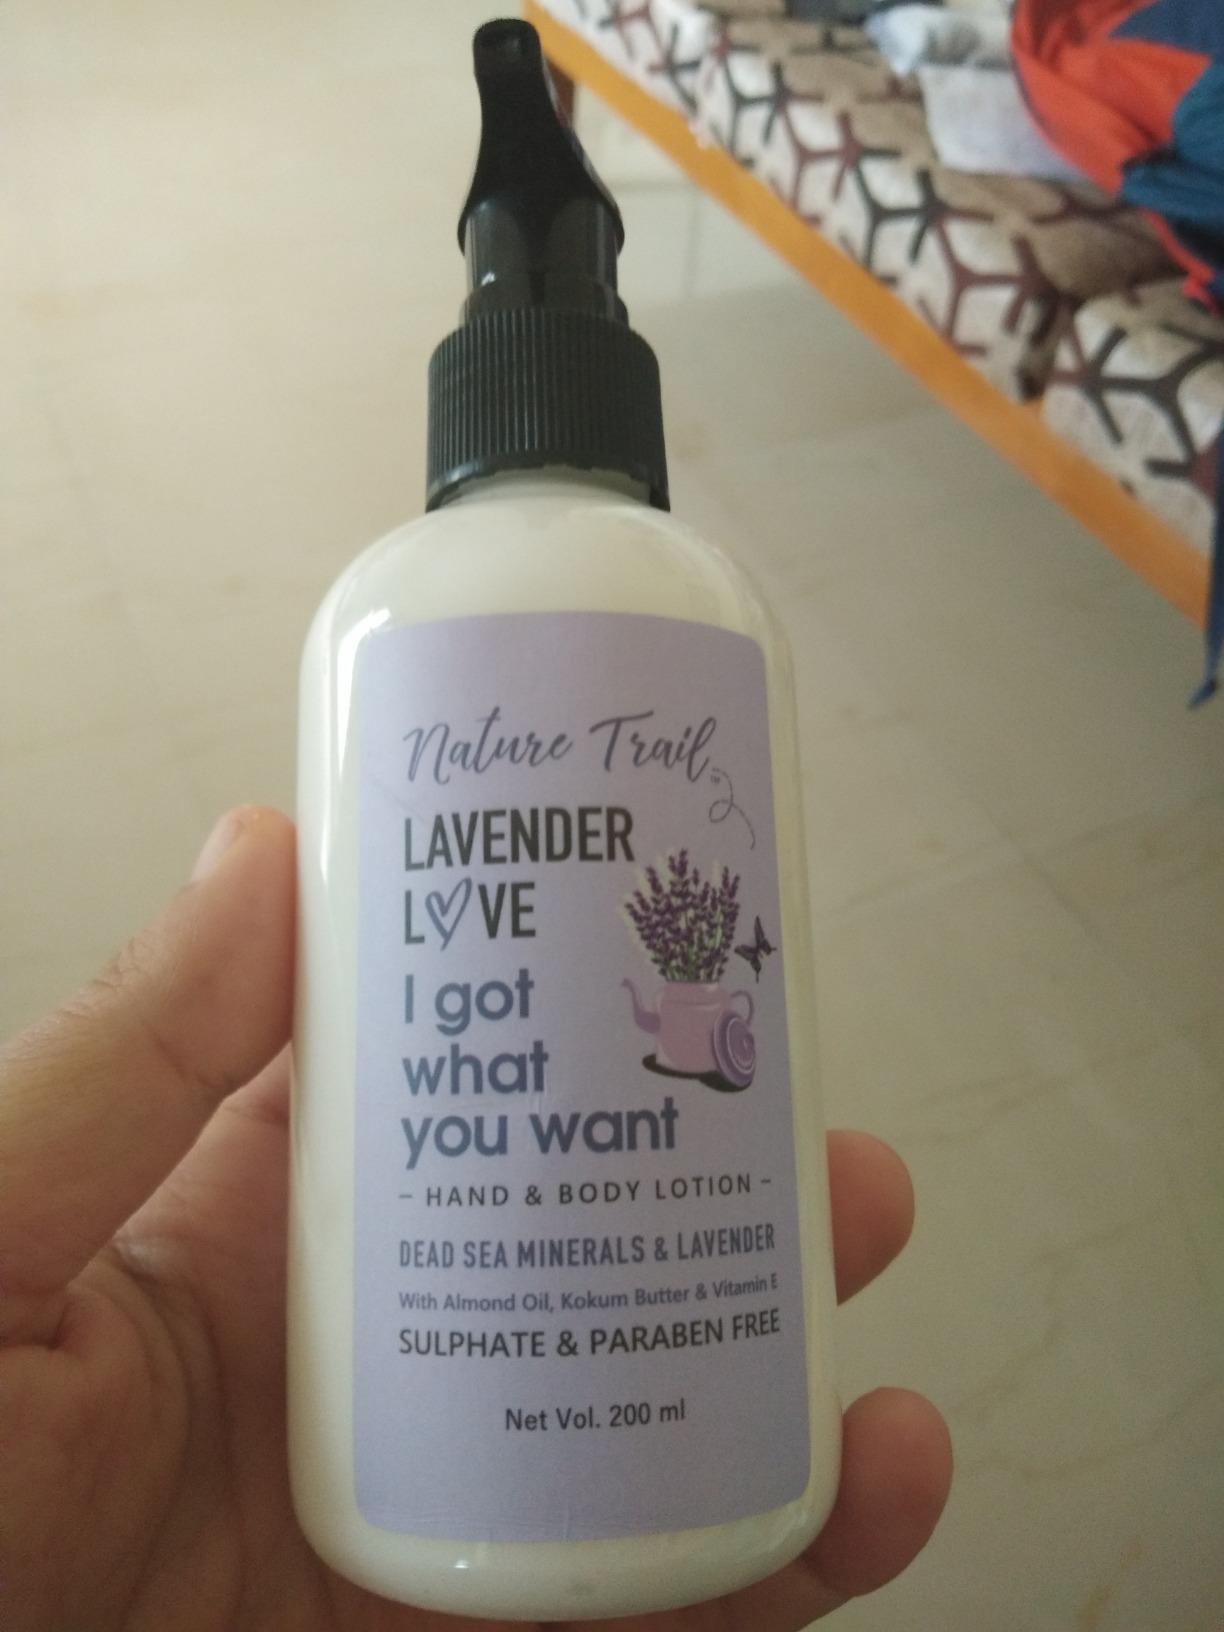 Nature Trail™
LAVENDER
LOVE
I got
what
you want
– HAND & BODY LOTION –
DEAD SEA MINERALS & LAVENDER
With Almond Oil, Kokum Butter & Vitamin E
SULPHATE & PARABEN FREE
Net Vol. 200 ml